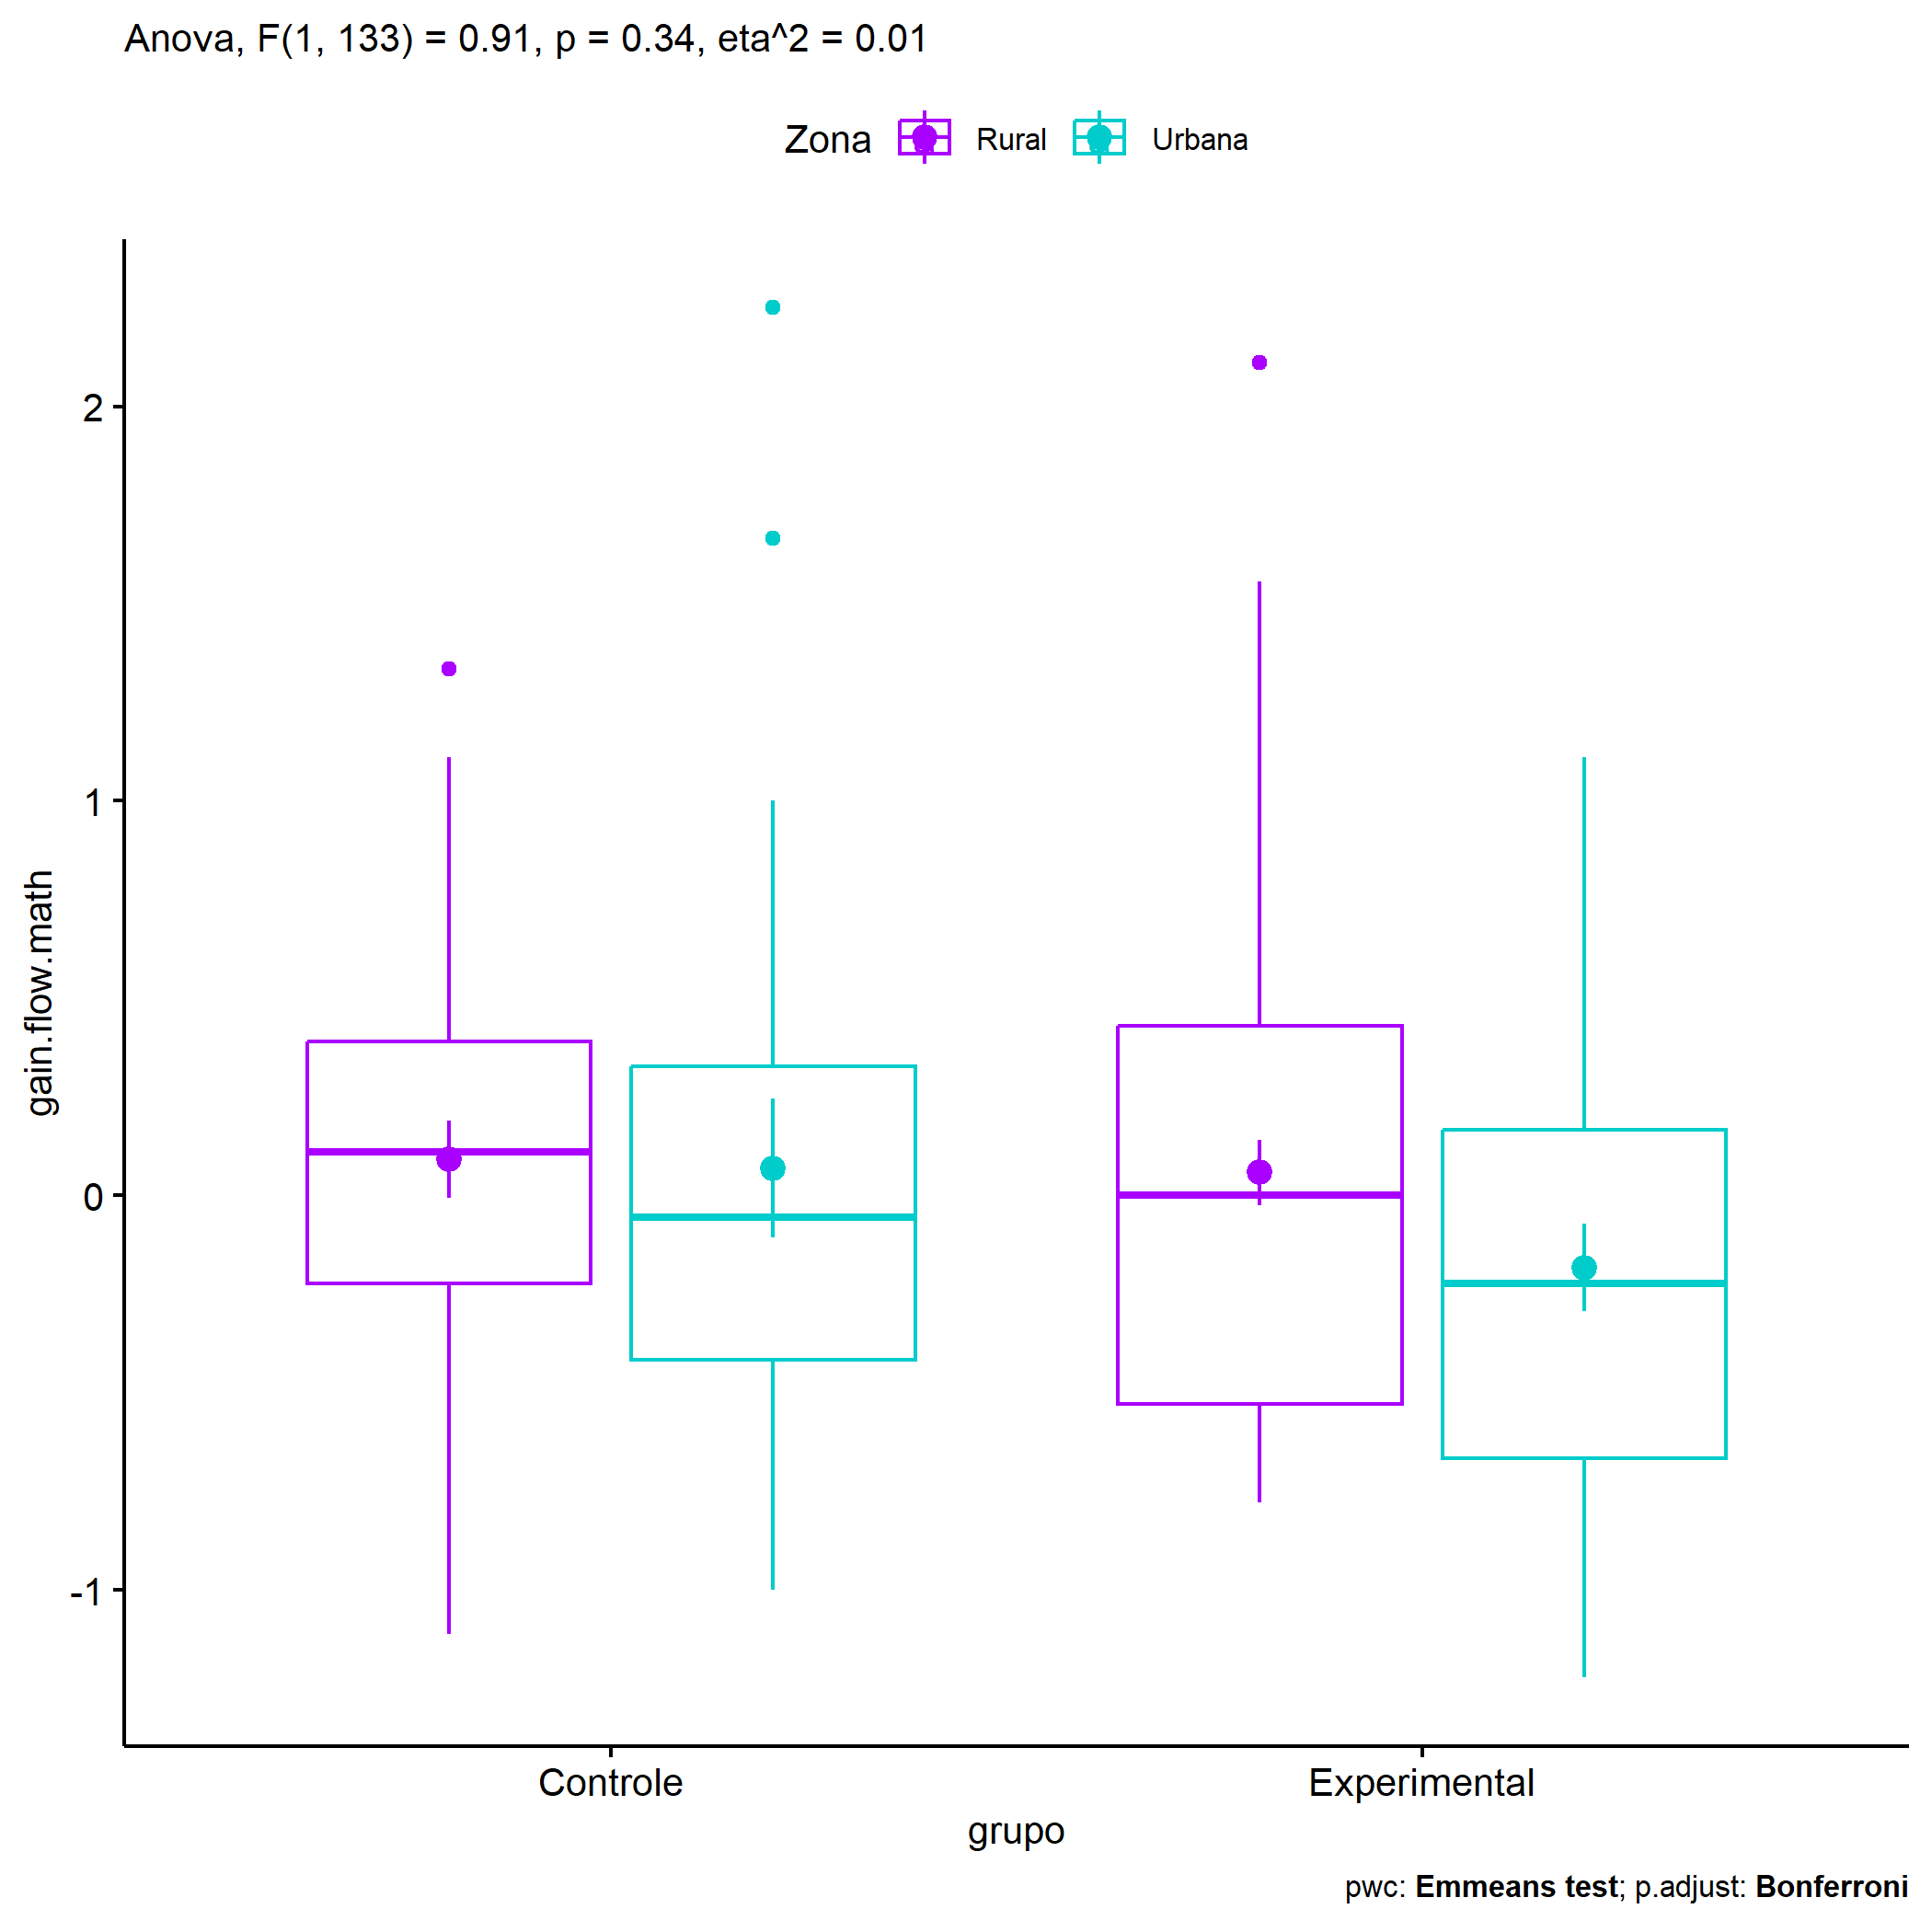 Anova, F(1, 133) = 0.91, p = 0.34, eta^2 = 0.01
Zona Rural Urbana
gain.flow.math
2
1
0
-1
Controle Experimental
grupo
pwc: Emmeans test; p.adjust: Bonferroni